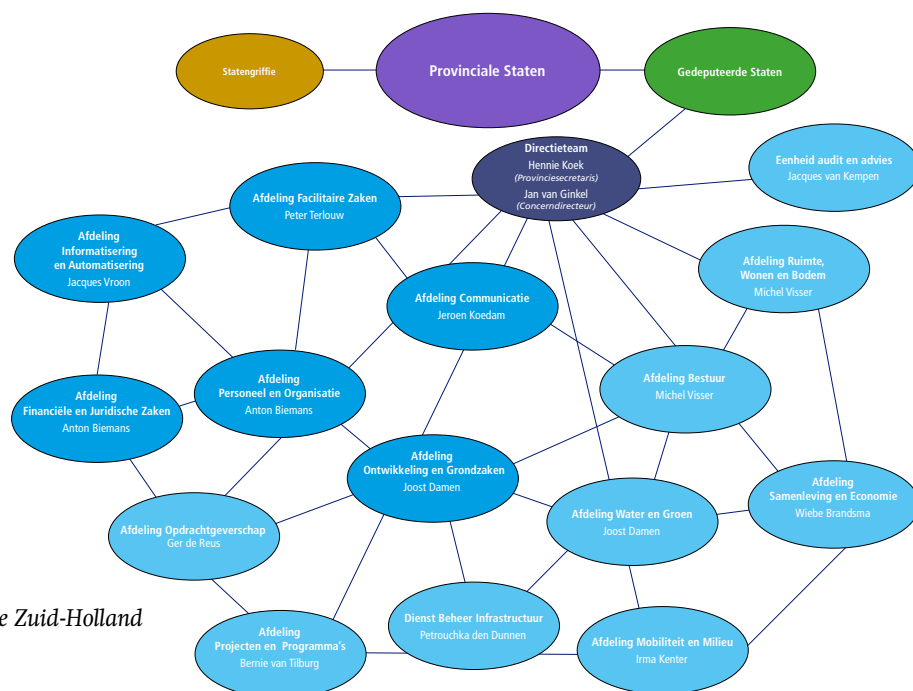 Statengriffie
Provinciale Staten
Gedeputeerde Staten
Directieteam
Hennie Koek
(Provinciesecretaris)
Jan van Ginkel
(Concerndirecteur)
Eenheid audit en advies
Jacques van Kempen
Afdeling Facilitaire Zaken
Peter Terlouw
Afdeling
Informatisering
en Automatisering
Jacques Vroon
Afdeling Ruimte,
Wonen en Bodem
Michel Visser
Afdeling Communicatie
Jeroen Koedam
Afdeling
Financiële en Juridische Zaken
Anton Biemans
Afdeling
Personeel en Organisatie
Anton Biemans
Afdeling Bestuur
Michel Visser
Afdeling
Ontwikkeling en Grondzaken
Joost Damen
Afdeling
Samenleving en Economie
Wiebe Brandsma
Afdeling Opdrachtgeverschap
Ger de Reus
Afdeling Water en Groen
Joost Damen
e Zuid-Holland
Afdeling
Projecten en Programma's
Bernie van Tilburg
Dienst Beheer Infrastructuur
Petrouchka den Dunnen
Afdeling Mobiliteit en Milieu
Irma Kenter